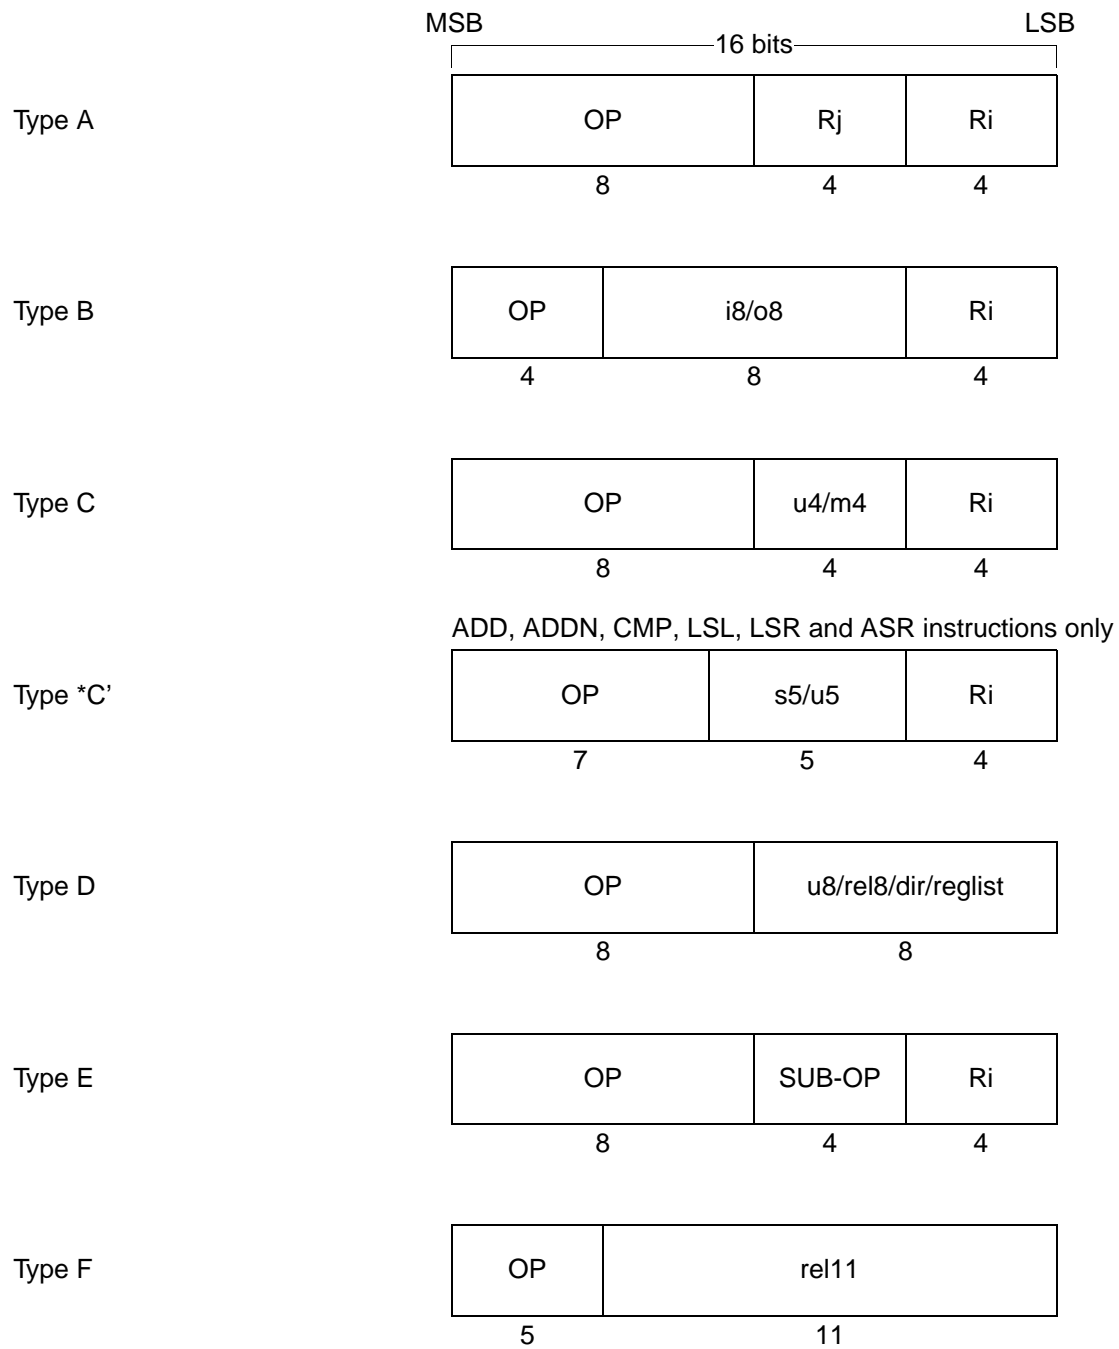 MSB LSB
16 bits
Type A OP Rj Ri
8 4 4
Type B OP i8/o8 Ri
4 8 4
Type C OP u4/m4 Ri
8 4 4
ADD, ADDN, CMP, LSL, LSR and ASR instructions only
Type *C’ OP s5/u5 Ri
7 5 4
Type D OP u8/rel8/dir/reglist
8 8
Type E OP SUB-OP Ri
8 4 4
Type F OP rel11
5 11